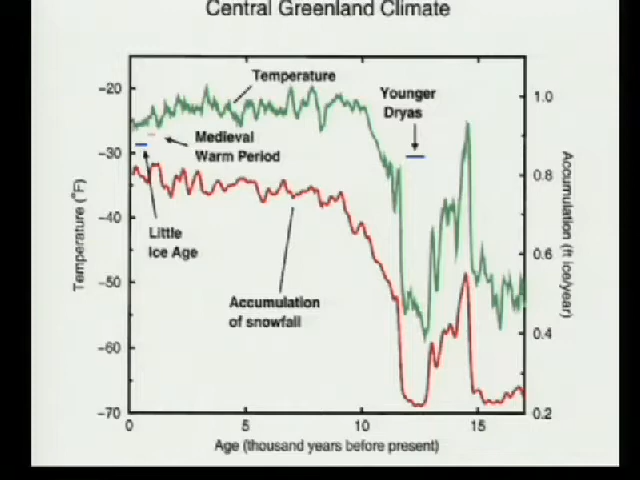 Central Greenland Climate
Temperature
Younger
Dryas
Medieval
Warm Period
Little
Ice Age
Accumulation
of snowfall
Temperature (°F)
−20
−30
−40
−50
−60
−70
Accumulation (ft ice/year)
1.0
0.8
0.6
0.4
0.2
0
5
10
15
Age (thousand years before present)